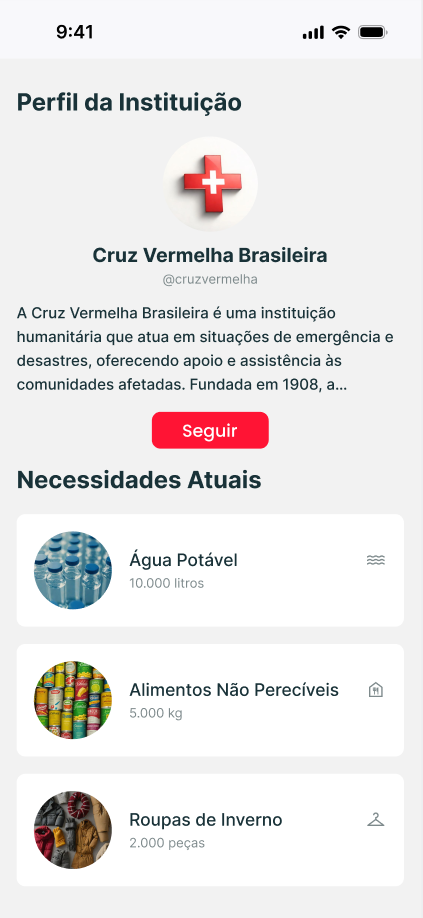 9:41
Perfil da Instituição
Cruz Vermelha Brasileira
@cruzvermelha
A Cruz Vermelha Brasileira é uma instituição
humanitária que atua em situações de emergência e
desastres, oferecendo apoio e assistência às
comunidades afetadas. Fundada em 1908, a...
Seguir
Necessidades Atuais
Água Potável
10.000 litros
Alimentos Não Perecíveis
5.000 kg
Roupas de Inverno
2.000 peças